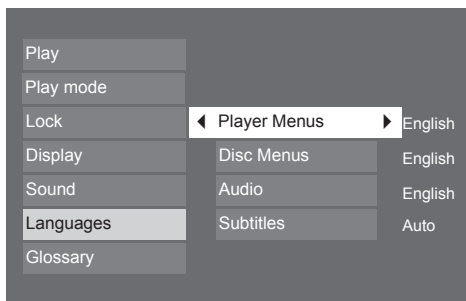 Play
Play mode
Lock
Player Menus
English
Display
Disc Menus
English
Sound
Audio
English
Languages
Subtitles
Auto
Glossary